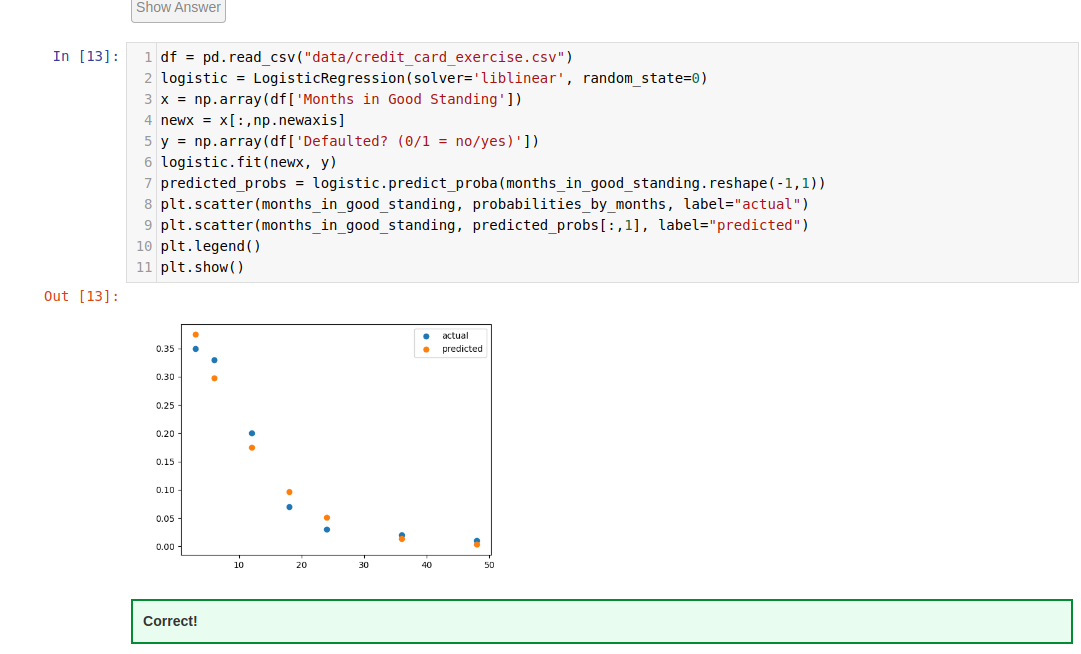 Show Answer
In [13]:
1 df = pd.read_csv("data/credit_card_exercise.csv")
2 logistic = LogisticRegression(solver='liblinear', random_state=0)
3 x = np.array(df['Months in Good Standing'])
4 newx = x[:,np.newaxis]
5 y = np.array(df['Defaulted? (0/1 = no/yes)'])
6 logistic.fit(newx, y)
7 predicted_probs = logistic.predict_proba(months_in_good_standing.reshape(-1,1))
8 plt.scatter(months_in_good_standing, probabilities_by_months, label="actual")
9 plt.scatter(months_in_good_standing, predicted_probs[:,1], label="predicted")
10 plt.legend()
11 plt.show()
Out [13]:
actual
predicted
0.35
0.30
0.25
0.20
0.15
0.10
0.05
0.00
10 20 30 40 50
Correct!